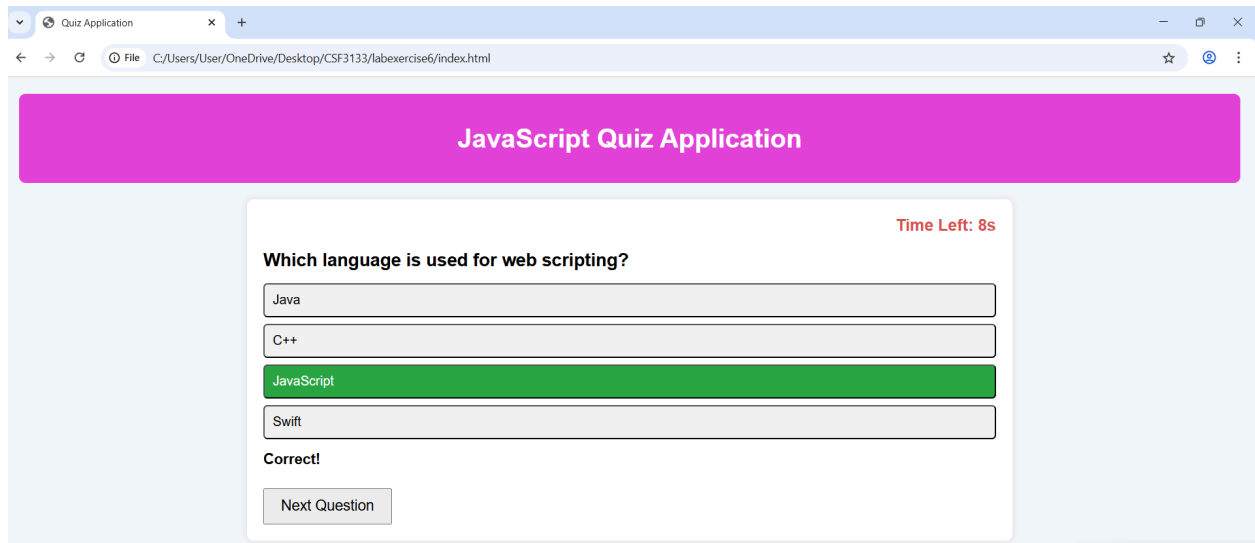 Quiz Application
File C:/Users/User/OneDrive/Desktop/CSF3133/labexercise6/index.html
JavaScript Quiz Application
Time Left: 8s
Which language is used for web scripting?
Java
C++
JavaScript
Swift
Correct!
Next Question